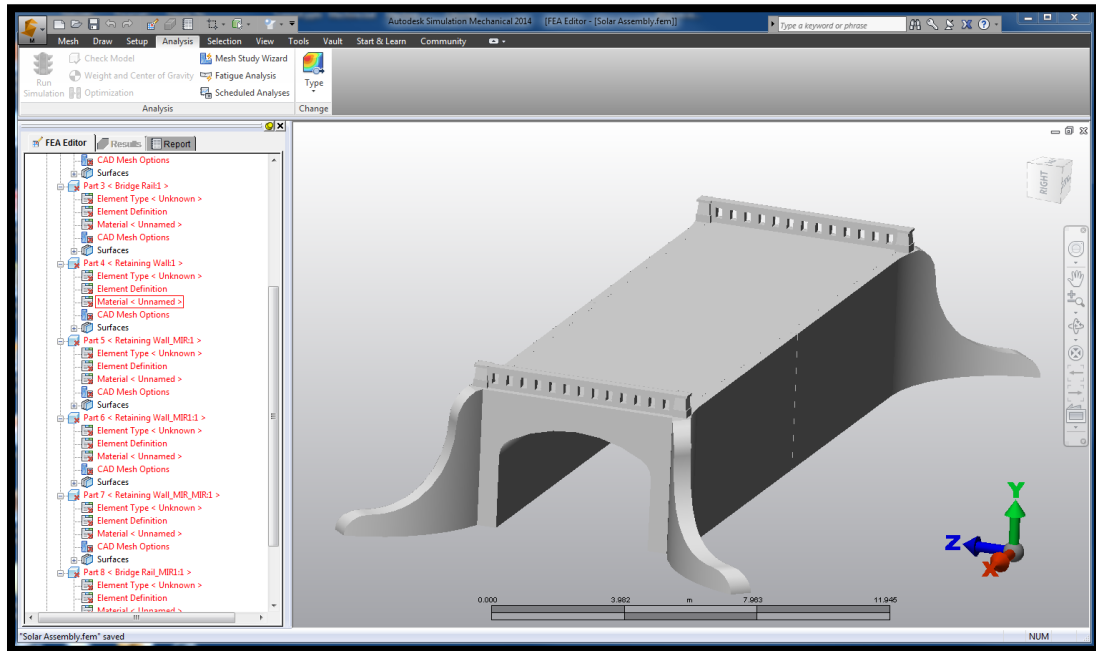 Autodesk Simulation Mechanical 2014 [FEA Editor - [Solar Assembly.fem]]
Type a keyword or phrase
M Mesh Draw Setup Analysis Selection View Tools Vault Start & Learn Community
Run Simulation
Check Model
Weight and Center of Gravity
Optimization
Mesh Study Wizard
Fatigue Analysis
Scheduled Analyses
Type
Analysis
Change
FEA Editor Results Report
CAD Mesh Options
Surfaces
Part 3 < Bridge Rail:1 >
Element Type < Unknown >
Element Definition
Material < Unnamed >
CAD Mesh Options
Surfaces
Part 4 < Retaining Wall:1 >
Element Type < Unknown >
Element Definition
Material < Unnamed >
CAD Mesh Options
Surfaces
Part 5 < Retaining Wall_MIR:1 >
Element Type < Unknown >
Element Definition
Material < Unnamed >
CAD Mesh Options
Surfaces
Part 6 < Retaining Wall_MIR1:1 >
Element Type < Unknown >
Element Definition
Material < Unnamed >
CAD Mesh Options
Surfaces
Part 7 < Retaining Wall_MIR_MIR:1 >
Element Type < Unknown >
Element Definition
Material < Unnamed >
CAD Mesh Options
Surfaces
Part 8 < Bridge Rail_MIR1:1 >
Element Type < Unknown >
Element Definition
Material < Unnamed >
RIGHT
Y
Z
X
0.000 3.982 m 7.963 11.945
"Solar Assembly.fem" saved
NUM